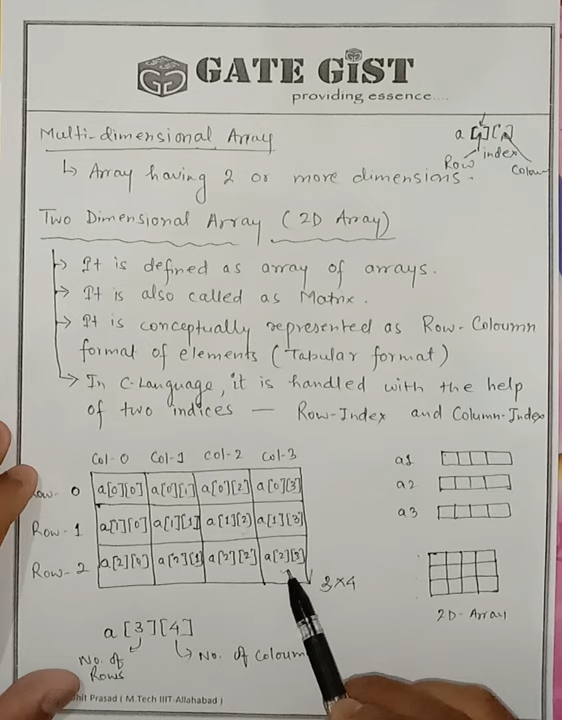 GATE GiST
providing essence....
Multi-dimensional Array
a[i][j]
Row index Colou
↳ Array having 2 or more dimensions.
Two Dimensional Array (2D Array)
→ It is defined as array of arrays.
→ It is also called as Matrix.
→ It is conceptually represented as Row-Coloumn
format of elements (Tabular format)
↳ In C-Language, it is handled with the help
of two indices — Row-Index and Column-Index
Col-0 Col-1 Col-2 Col-3
Row-0 a[0][0] a[0][1] a[0][2] a[0][3]
Row-1 a[1][0] a[1][1] a[1][2] a[1][3]
Row-2 a[2][0] a[2][1] a[2][2] a[2][3]
3×4
a1
a2
a3
2D-Array
a[3][4]
No. of Rows
↳ No. of Coloum
hit Prasad ( M.Tech IIIT-Allahabad )